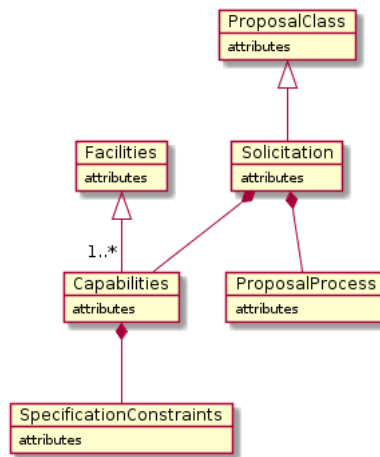 ProposalClass
attributes
Facilities
attributes
Solicitation
attributes
1..*
Capabilities
attributes
ProposalProcess
attributes
SpecificationConstraints
attributes